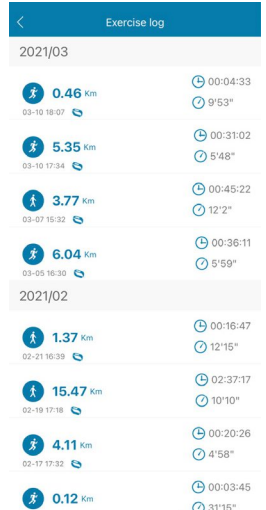 Exercise log
2021/03
0.46 Km
00:04:33
9'53"
03-10 18:07
5.35 Km
00:31:02
5'48"
03-10 17:34
3.77 Km
00:45:22
12'2"
03-07 15:32
6.04 Km
00:36:11
5'59"
03-05 16:30
2021/02
1.37 Km
00:16:47
12'15"
02-21 16:39
15.47 Km
02:37:17
10'10"
02-19 17:18
4.11 Km
00:20:26
4'58"
02-17 17:32
0.12 Km
00:03:45
31'15"